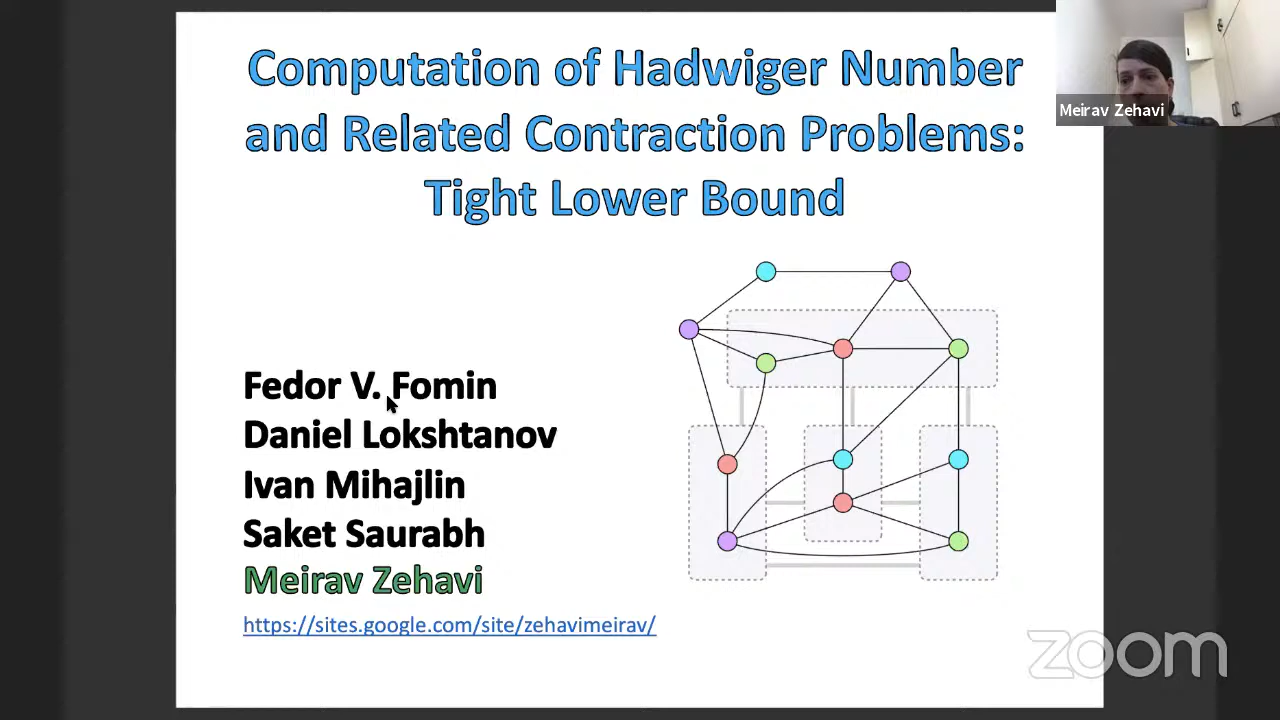 Computation of Hadwiger Number
and Related Contraction Problems:
Tight Lower Bound
Meirav Zehavi
Fedor V. Fomin
Daniel Lokshtanov
Ivan Mihajlin
Saket Saurabh
Meirav Zehavi
https://sites.google.com/site/zehavimeirav/
zoom